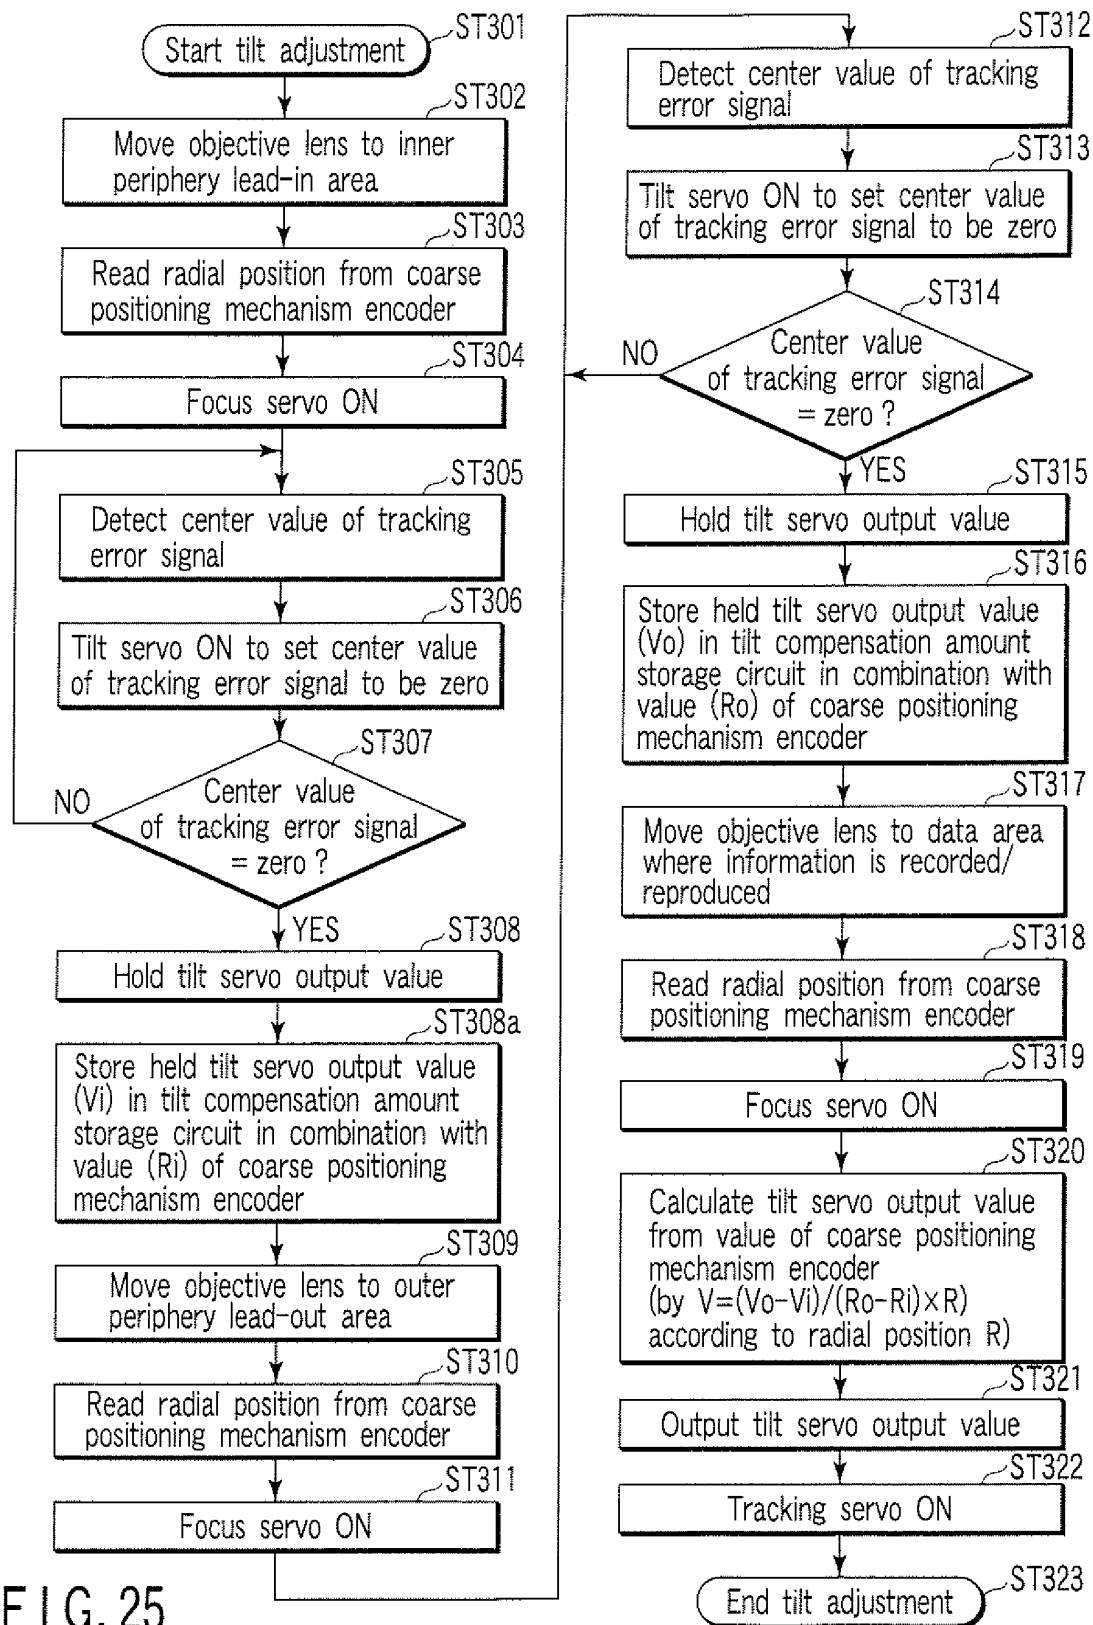 ST301
Start tilt adjustment
ST302
Move objective lens to inner
periphery lead-in area
ST303
Read radial position from coarse
positioning mechanism encoder
ST304
Focus servo ON
ST305
Detect center value of tracking
error signal
ST306
Tilt servo ON to set center value
of tracking error signal to be zero
ST307
Center value
of tracking error signal
= zero ?
NO
YES
ST308
Hold tilt servo output value
ST308a
Store held tilt servo output value
(Vi) in tilt compensation amount
storage circuit in combination with
value (Ri) of coarse positioning
mechanism encoder
ST309
Move objective lens to outer
periphery lead-out area
ST310
Read radial position from coarse
positioning mechanism encoder
ST311
Focus servo ON
ST312
Detect center value of tracking
error signal
ST313
Tilt servo ON to set center value
of tracking error signal to be zero
ST314
Center value
of tracking error signal
= zero ?
NO
YES
ST315
Hold tilt servo output value
ST316
Store held tilt servo output value
(Vo) in tilt compensation amount
storage circuit in combination with
value (Ro) of coarse positioning
mechanism encoder
ST317
Move objective lens to data area
where information is recorded/
reproduced
ST318
Read radial position from coarse
positioning mechanism encoder
ST319
Focus servo ON
ST320
Calculate tilt servo output value
from value of coarse positioning
mechanism encoder
(by V=(Vo-Vi)/(Ro-Ri)×R)
according to radial position R)
ST321
Output tilt servo output value
ST322
Tracking servo ON
ST323
End tilt adjustment
FIG. 25